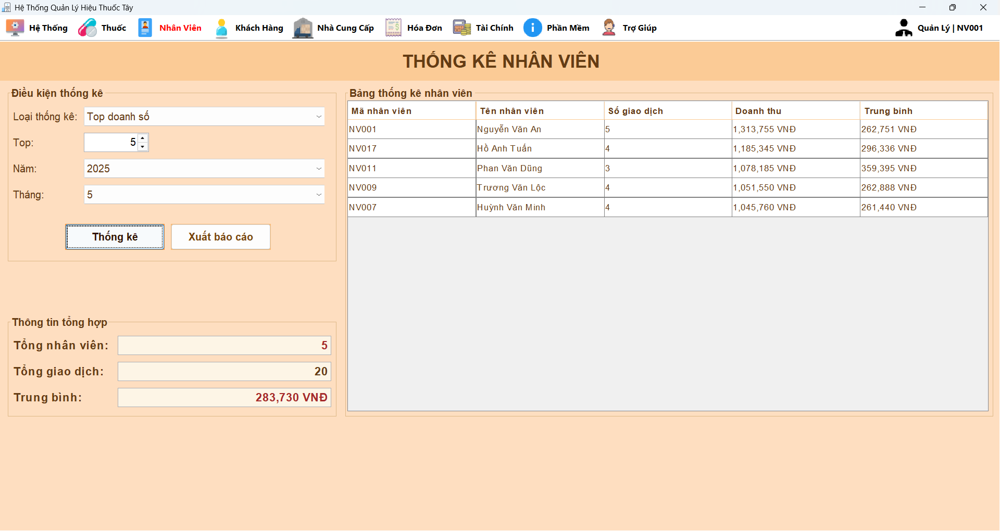 Hệ Thống Quản Lý Hiệu Thuốc Tây
Hệ Thống Thuốc Nhân Viên Khách Hàng Nhà Cung Cấp Hóa Đơn Tài Chính Phần Mềm Trợ Giúp Quản Lý | NV001
THỐNG KÊ NHÂN VIÊN
Điều kiện thống kê
Loại thống kê: Top doanh số
Top: 5
Năm: 2025
Tháng: 5
Thống kê Xuất báo cáo
Thông tin tổng hợp
Tổng nhân viên: 5
Tổng giao dịch: 20
Trung bình: 283,730 VNĐ
Bảng thống kê nhân viên
Mã nhân viên Tên nhân viên Số giao dịch Doanh thu Trung bình
NV001 Nguyễn Văn An 5 1,313,755 VNĐ 262,751 VNĐ
NV017 Hồ Anh Tuấn 4 1,185,345 VNĐ 296,336 VNĐ
NV011 Phan Văn Dũng 3 1,078,185 VNĐ 359,395 VNĐ
NV009 Trương Văn Lộc 4 1,051,550 VNĐ 262,888 VNĐ
NV007 Huỳnh Văn Minh 4 1,045,760 VNĐ 261,440 VNĐ